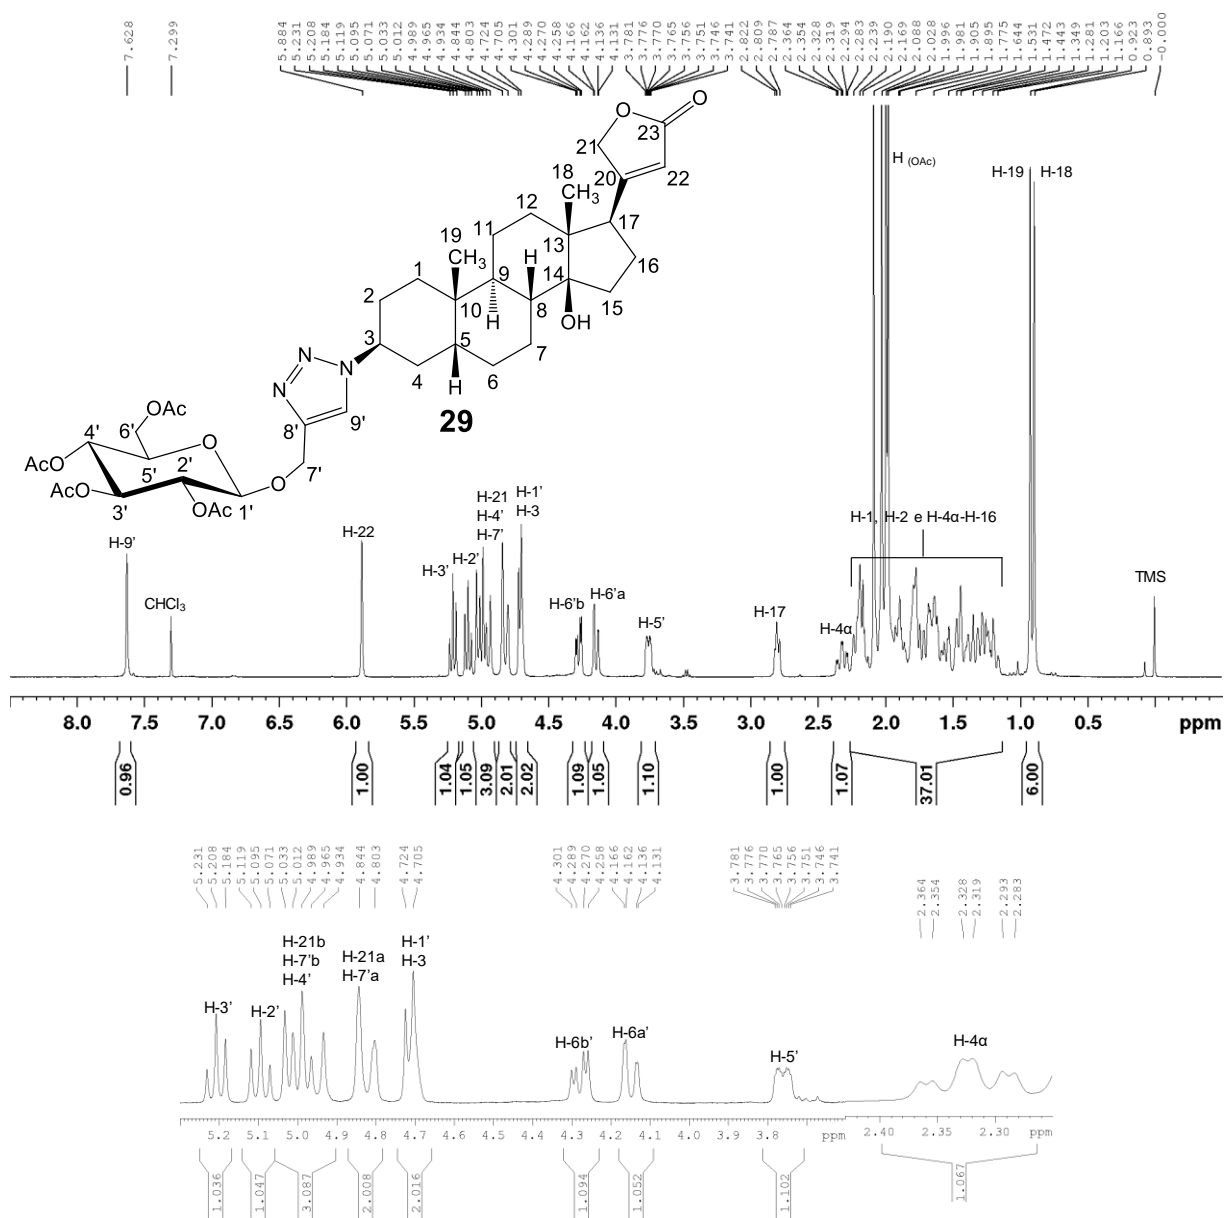 7.628
7.299
5.884
5.231
5.208
5.184
5.119
5.095
5.071
5.033
5.012
4.989
4.965
4.934
4.844
4.803
4.724
4.705
4.301
4.289
4.270
4.258
4.166
4.162
4.136
4.131
3.781
3.776
3.770
3.765
3.756
3.751
3.746
3.741
2.822
2.809
2.787
2.364
2.354
2.328
2.319
2.294
2.283
2.239
2.190
2.169
2.088
2.028
1.996
1.981
1.905
1.895
1.775
1.644
1.531
1.472
1.443
1.349
1.281
1.203
1.166
0.923
0.893
-0.000
O
O
23
21
20
22
18
CH3
12
17
11
13
16
19
CH3
H
1
9
14
2
8
15
10
H
OH
3
5
7
N
N
N
4
H
6
9'
29
8'
OAc
6'
4'
O
2'
5'
7'
AcO
O
AcO
OAc
1'
3'
H (OAc)
H-19
H-18
H-21
H-4'
H-7'
H-1'
H-3
H-1, H-2 e H-4α-H-16
H-9'
H-22
H-3'
H-2'
CHCl3
H-6'b
H-6'a
H-5'
H-17
H-4α
TMS
8.0 7.5 7.0 6.5 6.0 5.5 5.0 4.5 4.0 3.5 3.0 2.5 2.0 1.5 1.0 0.5 ppm
0.96
1.00
1.04
1.05
3.09
2.01
2.02
1.09
1.05
1.10
1.00
1.07
37.01
6.00
5.231
5.208
5.184
5.119
5.095
5.071
5.033
5.012
4.989
4.965
4.934
4.844
4.803
4.724
4.705
4.301
4.289
4.270
4.258
4.166
4.162
4.136
4.131
3.781
3.776
3.770
3.765
3.756
3.751
3.746
3.741
2.364
2.354
2.328
2.319
2.293
2.283
H-3'
H-2'
H-21b
H-7'b
H-4'
H-21a
H-7'a
H-1'
H-3
H-6b'
H-6a'
H-5'
H-4α
5.2 5.1 5.0 4.9 4.8 4.7 4.6 4.5 4.4 4.3 4.2 4.1 4.0 3.9 3.8 ppm
2.40 2.35 2.30 ppm
1.036
1.047
3.087
2.008
2.016
1.094
1.052
1.102
1.067